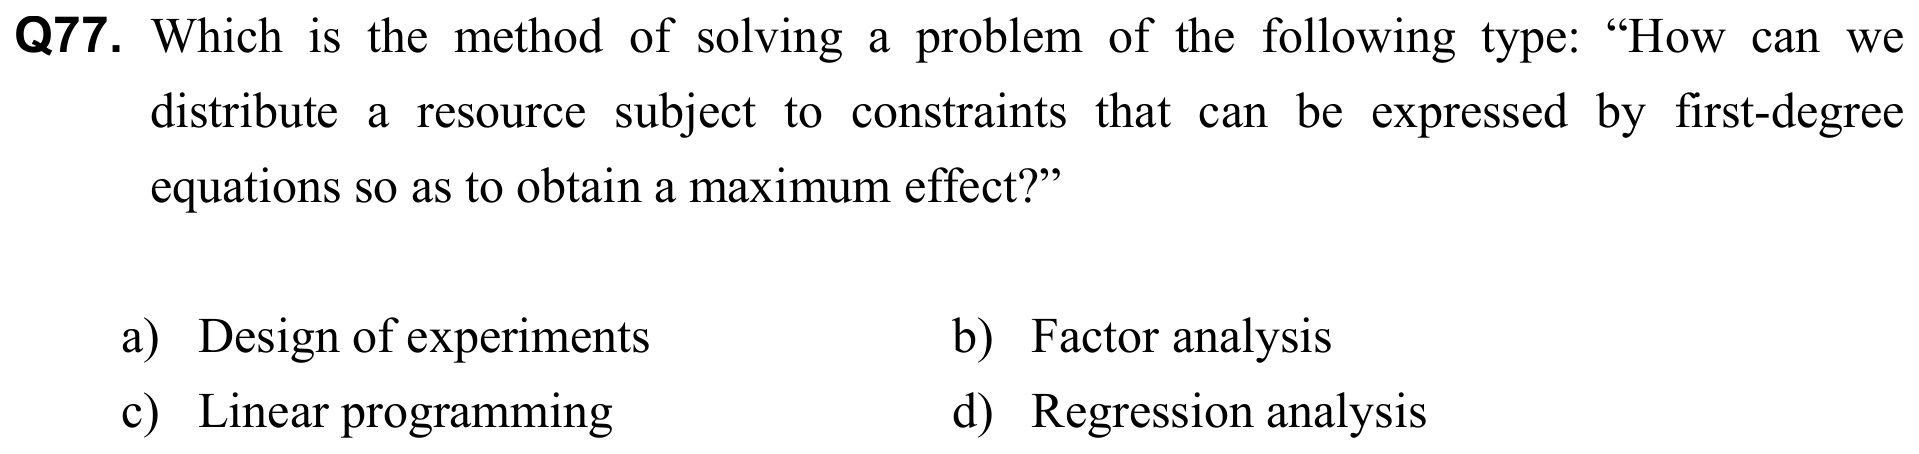 Q77. Which is the method of solving a problem of the following type: “How can we
distribute a resource subject to constraints that can be expressed by first-degree
equations so as to obtain a maximum effect?”
a) Design of experiments b) Factor analysis
c) Linear programming d) Regression analysis